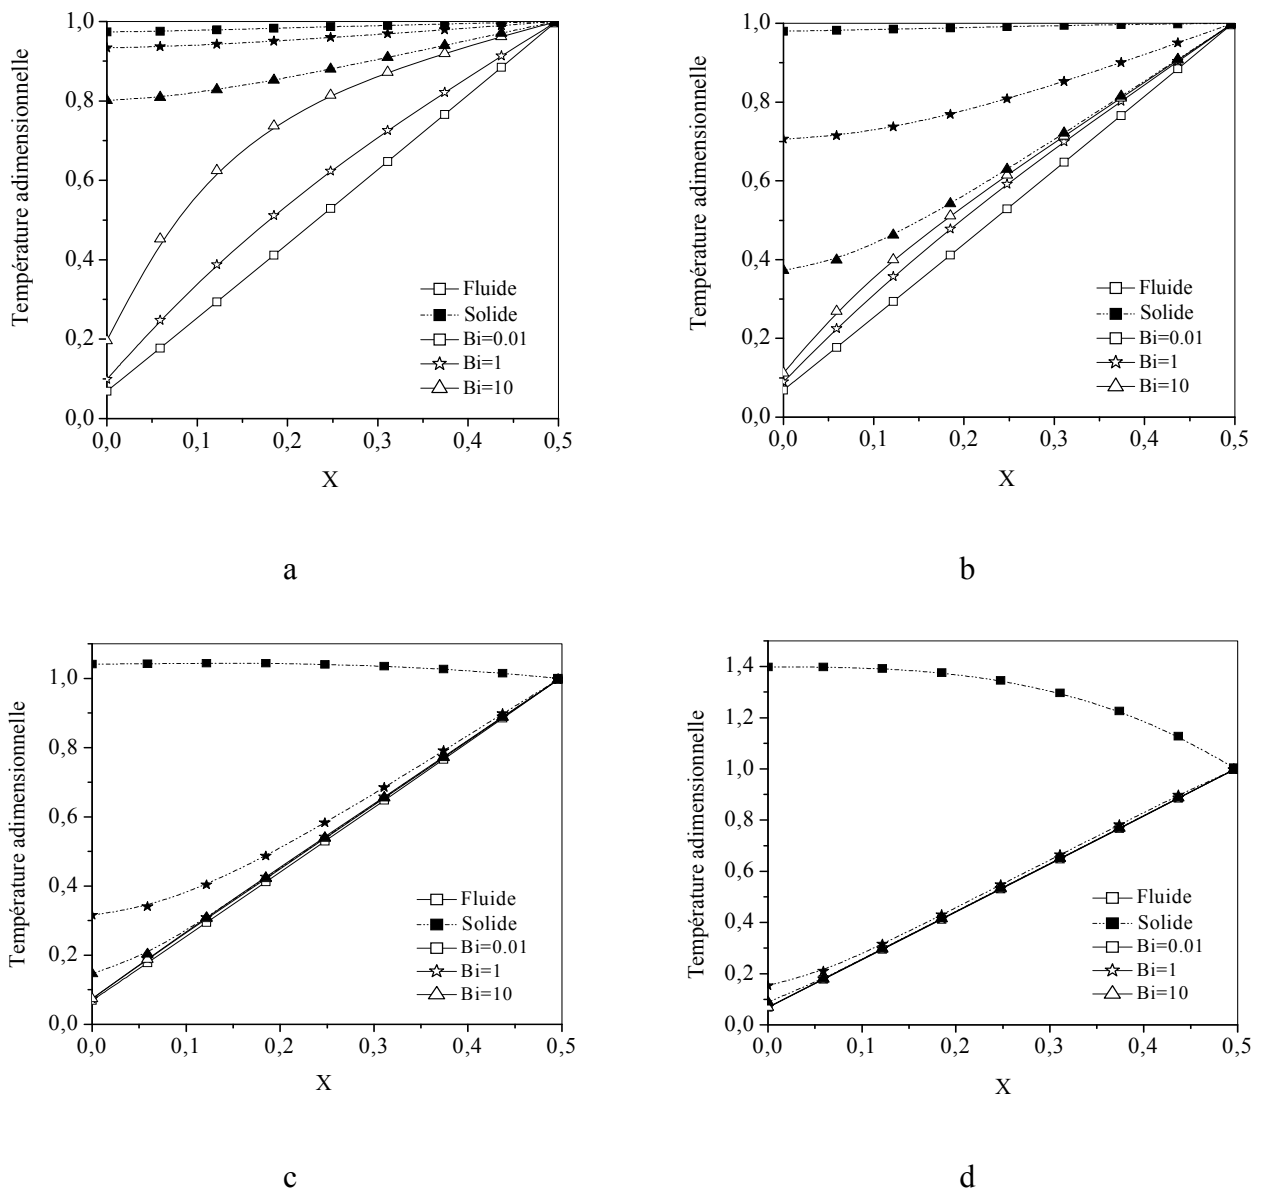 Température adimensionnelle
1,0
0,8
0,6
0,4
0,2
0,0
Fluide
Solide
Bi=0.01
Bi=1
Bi=10
0,0 0,1 0,2 0,3 0,4 0,5
X
a
Température adimensionnelle
1,0
0,8
0,6
0,4
0,2
0,0
Fluide
Solide
Bi=0.01
Bi=1
Bi=10
0,0 0,1 0,2 0,3 0,4 0,5
X
b
Température adimensionnelle
1,0
0,8
0,6
0,4
0,2
0,0
Fluide
Solide
Bi=0.01
Bi=1
Bi=10
0,0 0,1 0,2 0,3 0,4 0,5
X
c
Température adimensionnelle
1,4
1,2
1,0
0,8
0,6
0,4
0,2
0,0
Fluide
Solide
Bi=0.01
Bi=1
Bi=10
0,0 0,1 0,2 0,3 0,4 0,5
X
d